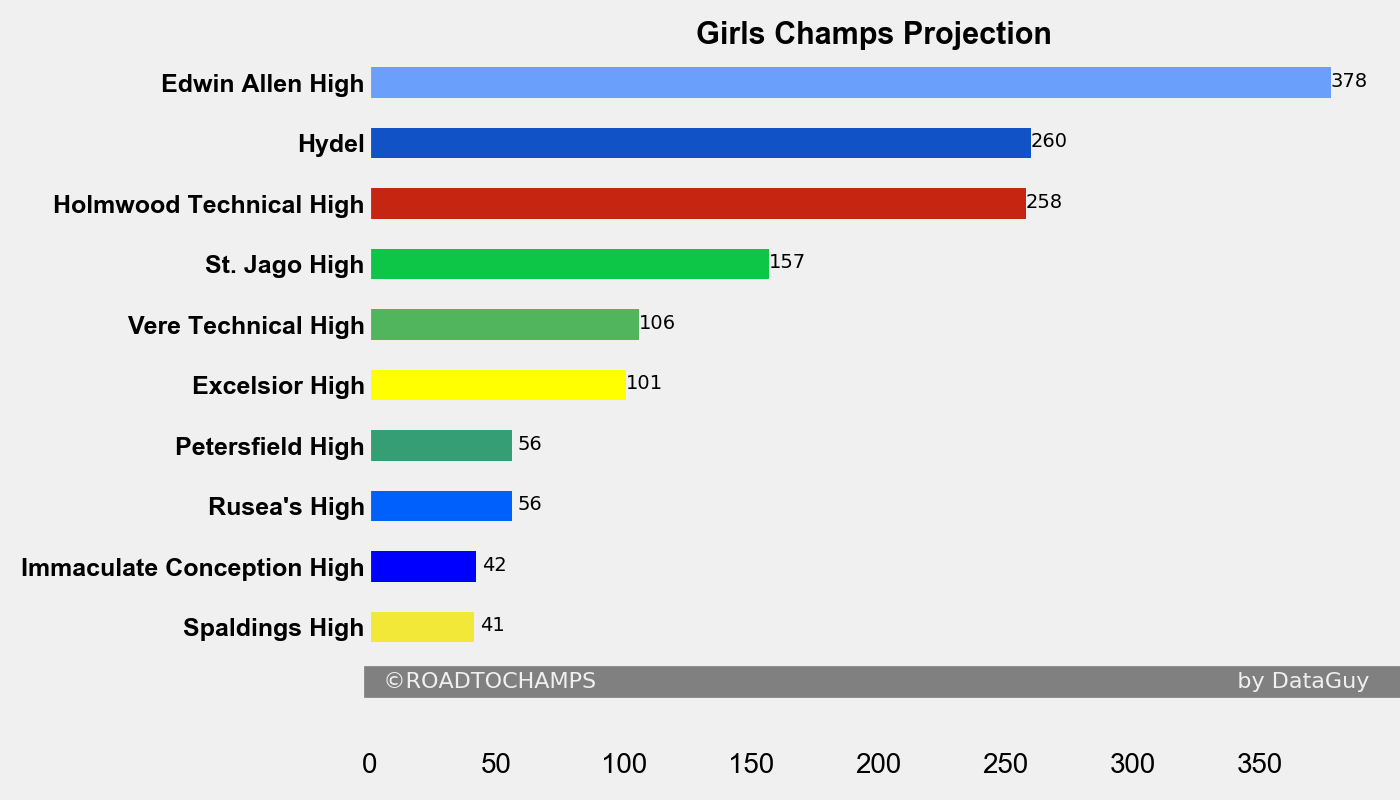 Girls Champs Projection
Edwin Allen High 378
Hydel 260
Holmwood Technical High 258
St. Jago High 157
Vere Technical High 106
Excelsior High 101
Petersfield High 56
Rusea's High 56
Immaculate Conception High 42
Spaldings High 41
©ROADTOCHAMPS by DataGuy
0 50 100 150 200 250 300 350